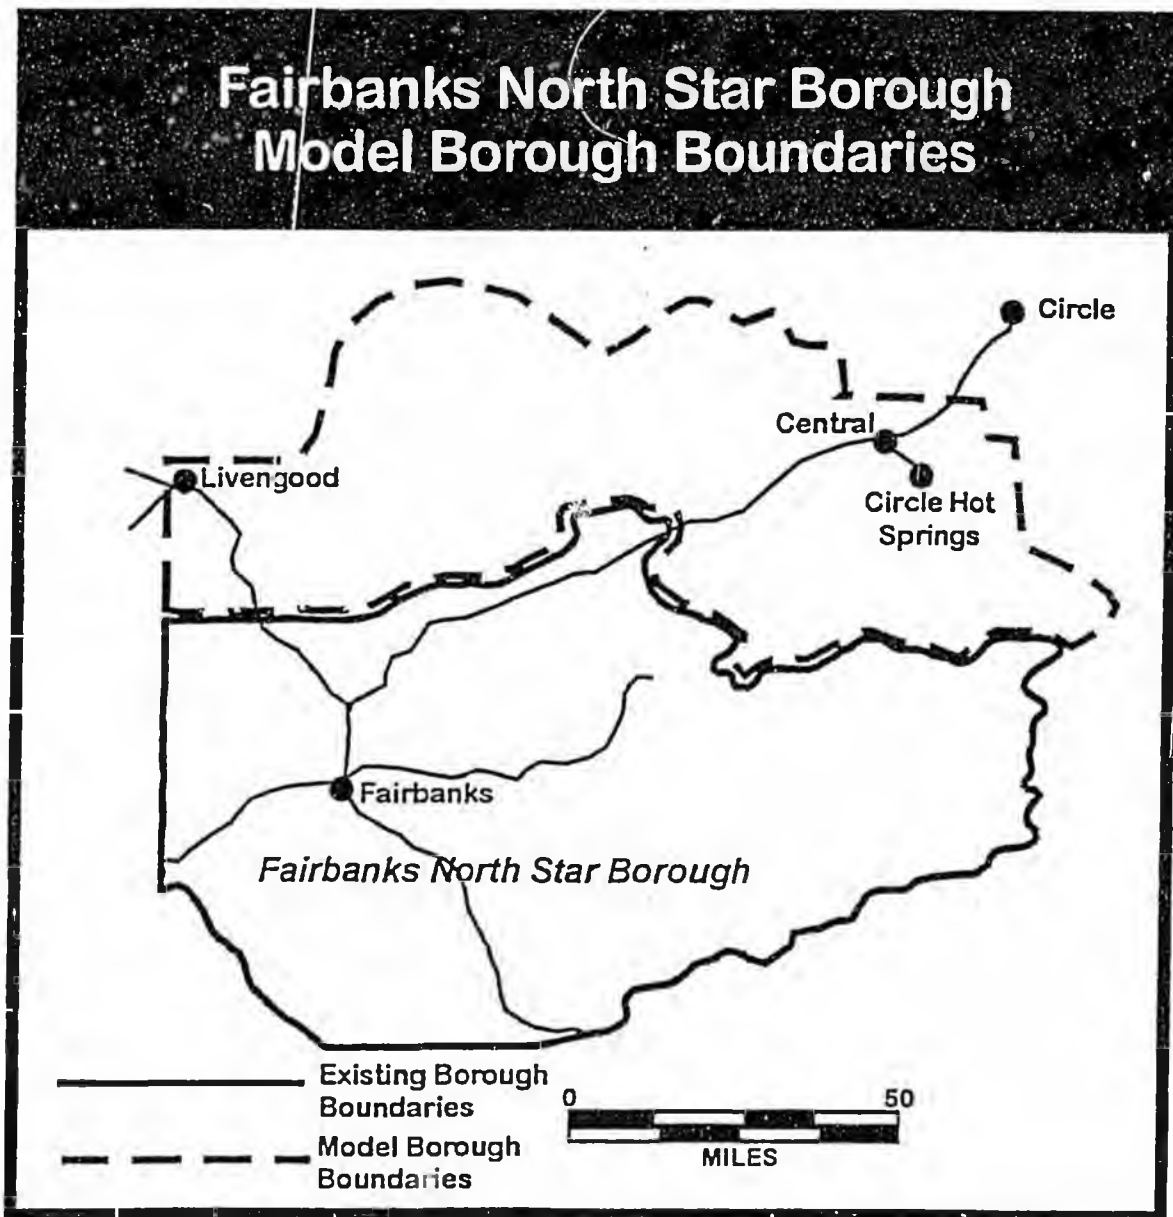 Fairbanks North Star Borough
Model Borough Boundaries
Circle
Central
Livengood
Circle Hot
Springs
Fairbanks
Fairbanks North Star Borough
Existing Borough
Boundaries
Model Borough
Boundaries
0 50
MILES